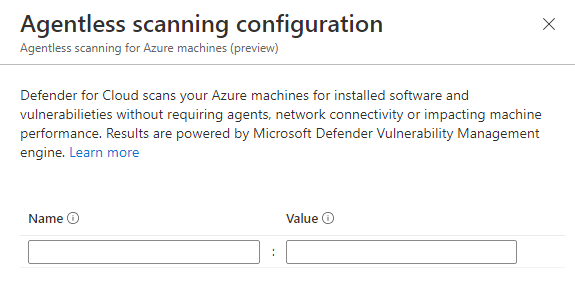 Agentless scanning configuration
Agentless scanning for Azure machines (preview)
Defender for Cloud scans your Azure machines for installed software and
vulnerabilieties without requiring agents, network connectivity or impacting machine
performance. Results are powered by Microsoft Defender Vulnerability Management
engine. Learn more
Name Value
: